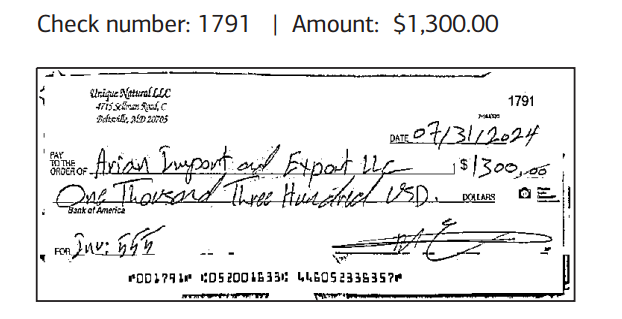 Check number: 1791 | Amount: $1,300.00
Unique Natural LLC
4715 Sellman Road, C
Beltsville, MD 20705
1791
DATE 07/31/2024
PAY TO THE ORDER OF Arian Import and Export LLC $1300,00
One Thousand Three Hundred USD. DOLLARS
Bank of America
FOR Inv: 555
⑈001791⑈ ⑆052001633⑆ 446052336357⑈